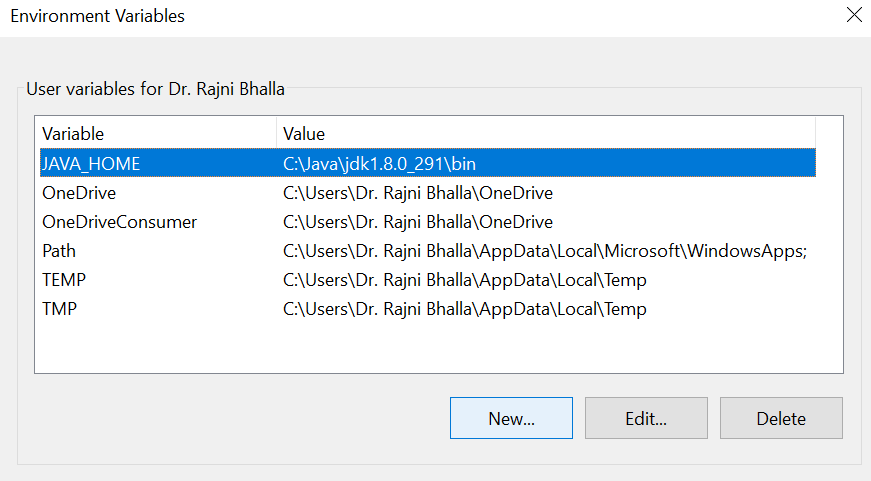 Environment Variables
User variables for Dr. Rajni Bhalla
Variable Value
JAVA_HOME C:\Java\jdk1.8.0_291\bin
OneDrive C:\Users\Dr. Rajni Bhalla\OneDrive
OneDriveConsumer C:\Users\Dr. Rajni Bhalla\OneDrive
Path C:\Users\Dr. Rajni Bhalla\AppData\Local\Microsoft\WindowsApps;
TEMP C:\Users\Dr. Rajni Bhalla\AppData\Local\Temp
TMP C:\Users\Dr. Rajni Bhalla\AppData\Local\Temp
New... Edit... Delete